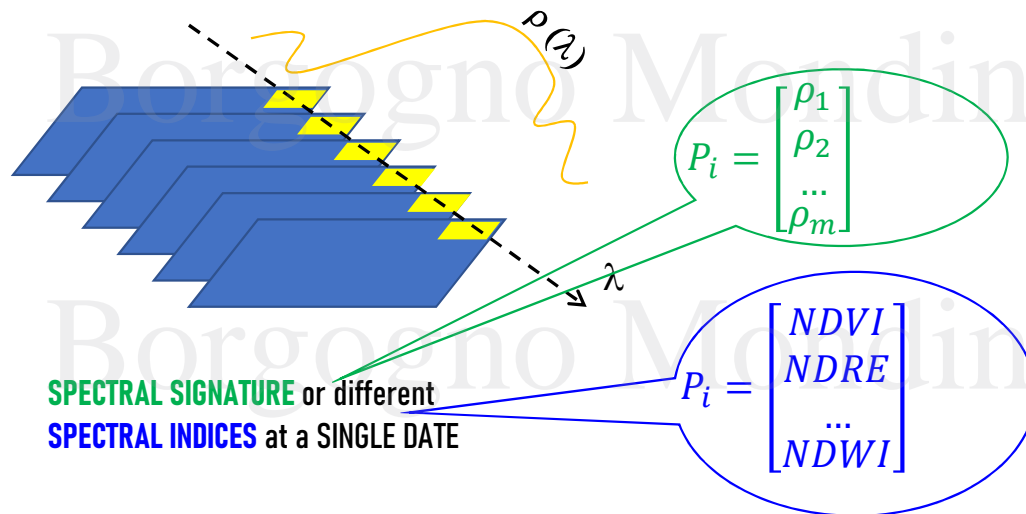 Borgogno Mondin
ρ (λ)
P_i = [ρ_1
ρ_2
...
ρ_m]
λ
Borgogno Mondin
P_i = [NDVI
NDRE
...
NDWI]
SPECTRAL SIGNATURE or different
SPECTRAL INDICES at a SINGLE DATE